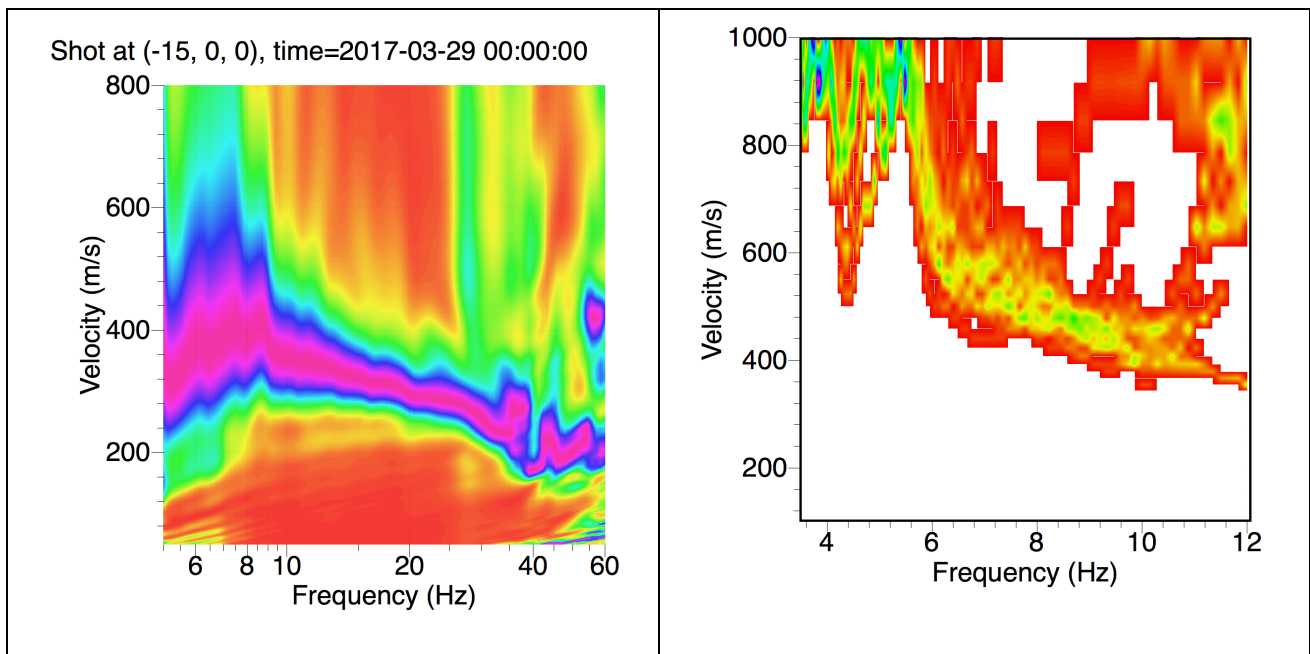 Shot at (-15, 0, 0), time=2017-03-29 00:00:00
800
600
400
200
Velocity (m/s)
6 8 10 20 40 60
Frequency (Hz)
1000
800
600
400
200
Velocity (m/s)
4 6 8 10 12
Frequency (Hz)